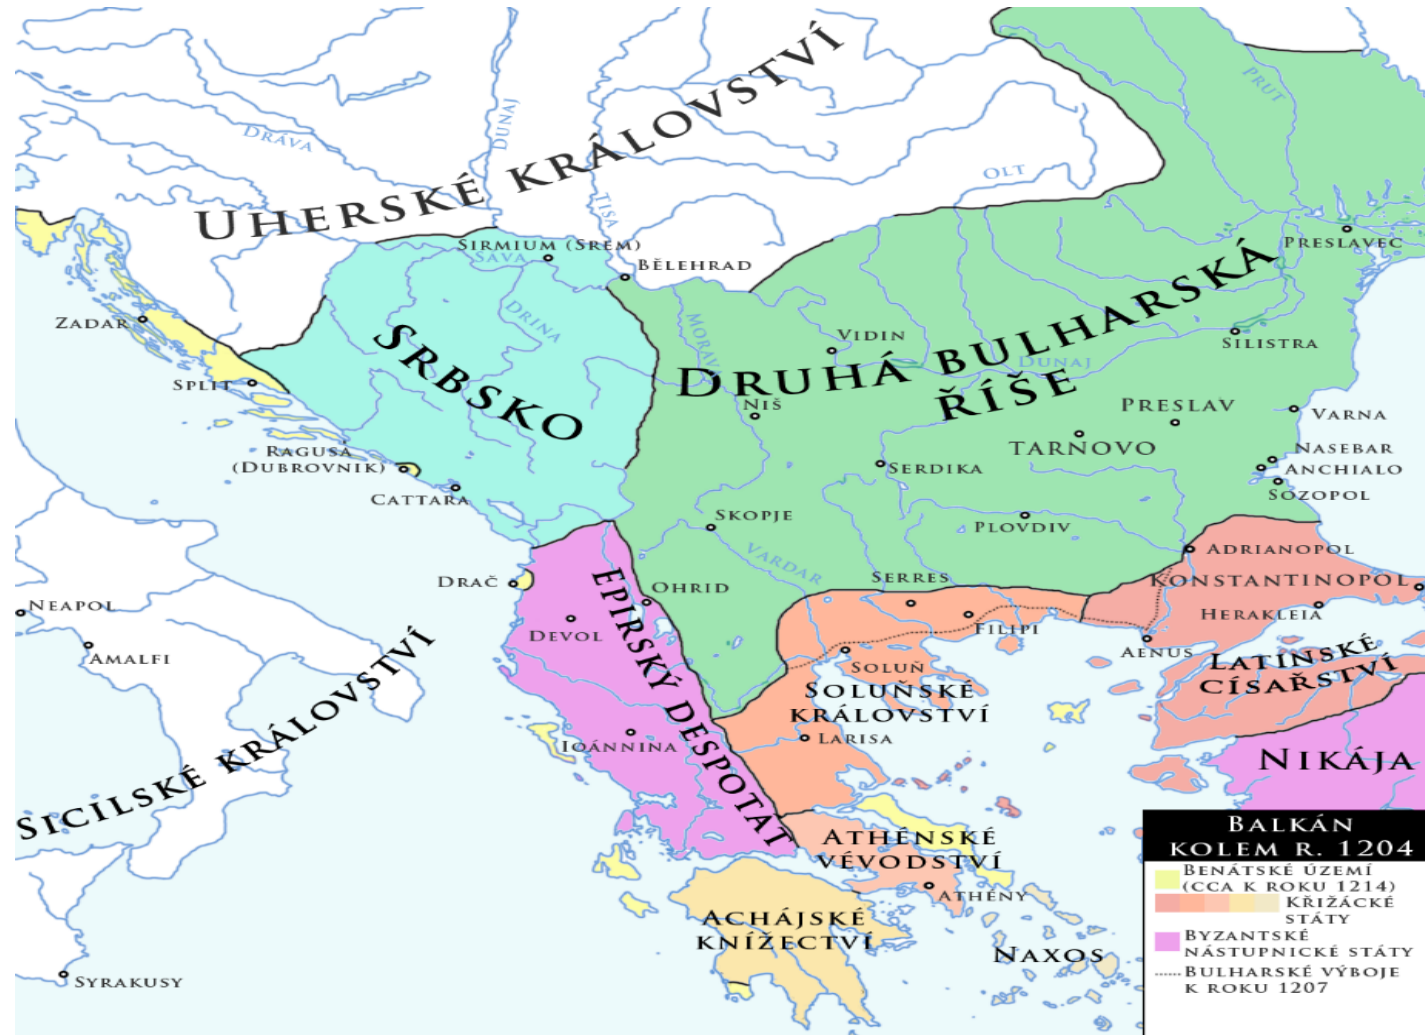 Uherské království
Dráva
Dunaj
Tisa
Olt
Prut
Sirmium (Srem)
Sáva
Bělehrad
Preslavec
Zadar
Split
Drina
Srbsko
Morava
Vidin
Druhá bulharská
říše
Dunaj
Silistra
Niš
Preslav
Varna
Tarnovo
Nasebar
Anchialo
Sozopol
Serdika
Ragusa
(Dubrovnik)
Cattara
Skopje
Plovdiv
Vardar
Adrianopol
Konstantinopol
Herakleia
Serres
Filipi
Aenus
Drač
Ohrid
Devol
Epírský despotát
Neapol
Amalfi
Sicilské království
Soluň
Soluňské
království
Latinské
císařství
Larisa
Ioánnina
Nikája
Athénské
vévodství
Athény
Achájské
knížectví
Naxos
Syrakusy
Balkán
kolem r. 1204
Benátské území
(cca k roku 1214)
Křižácké
státy
Byzantské
nástupnické státy
Bulharské výboje
k roku 1207